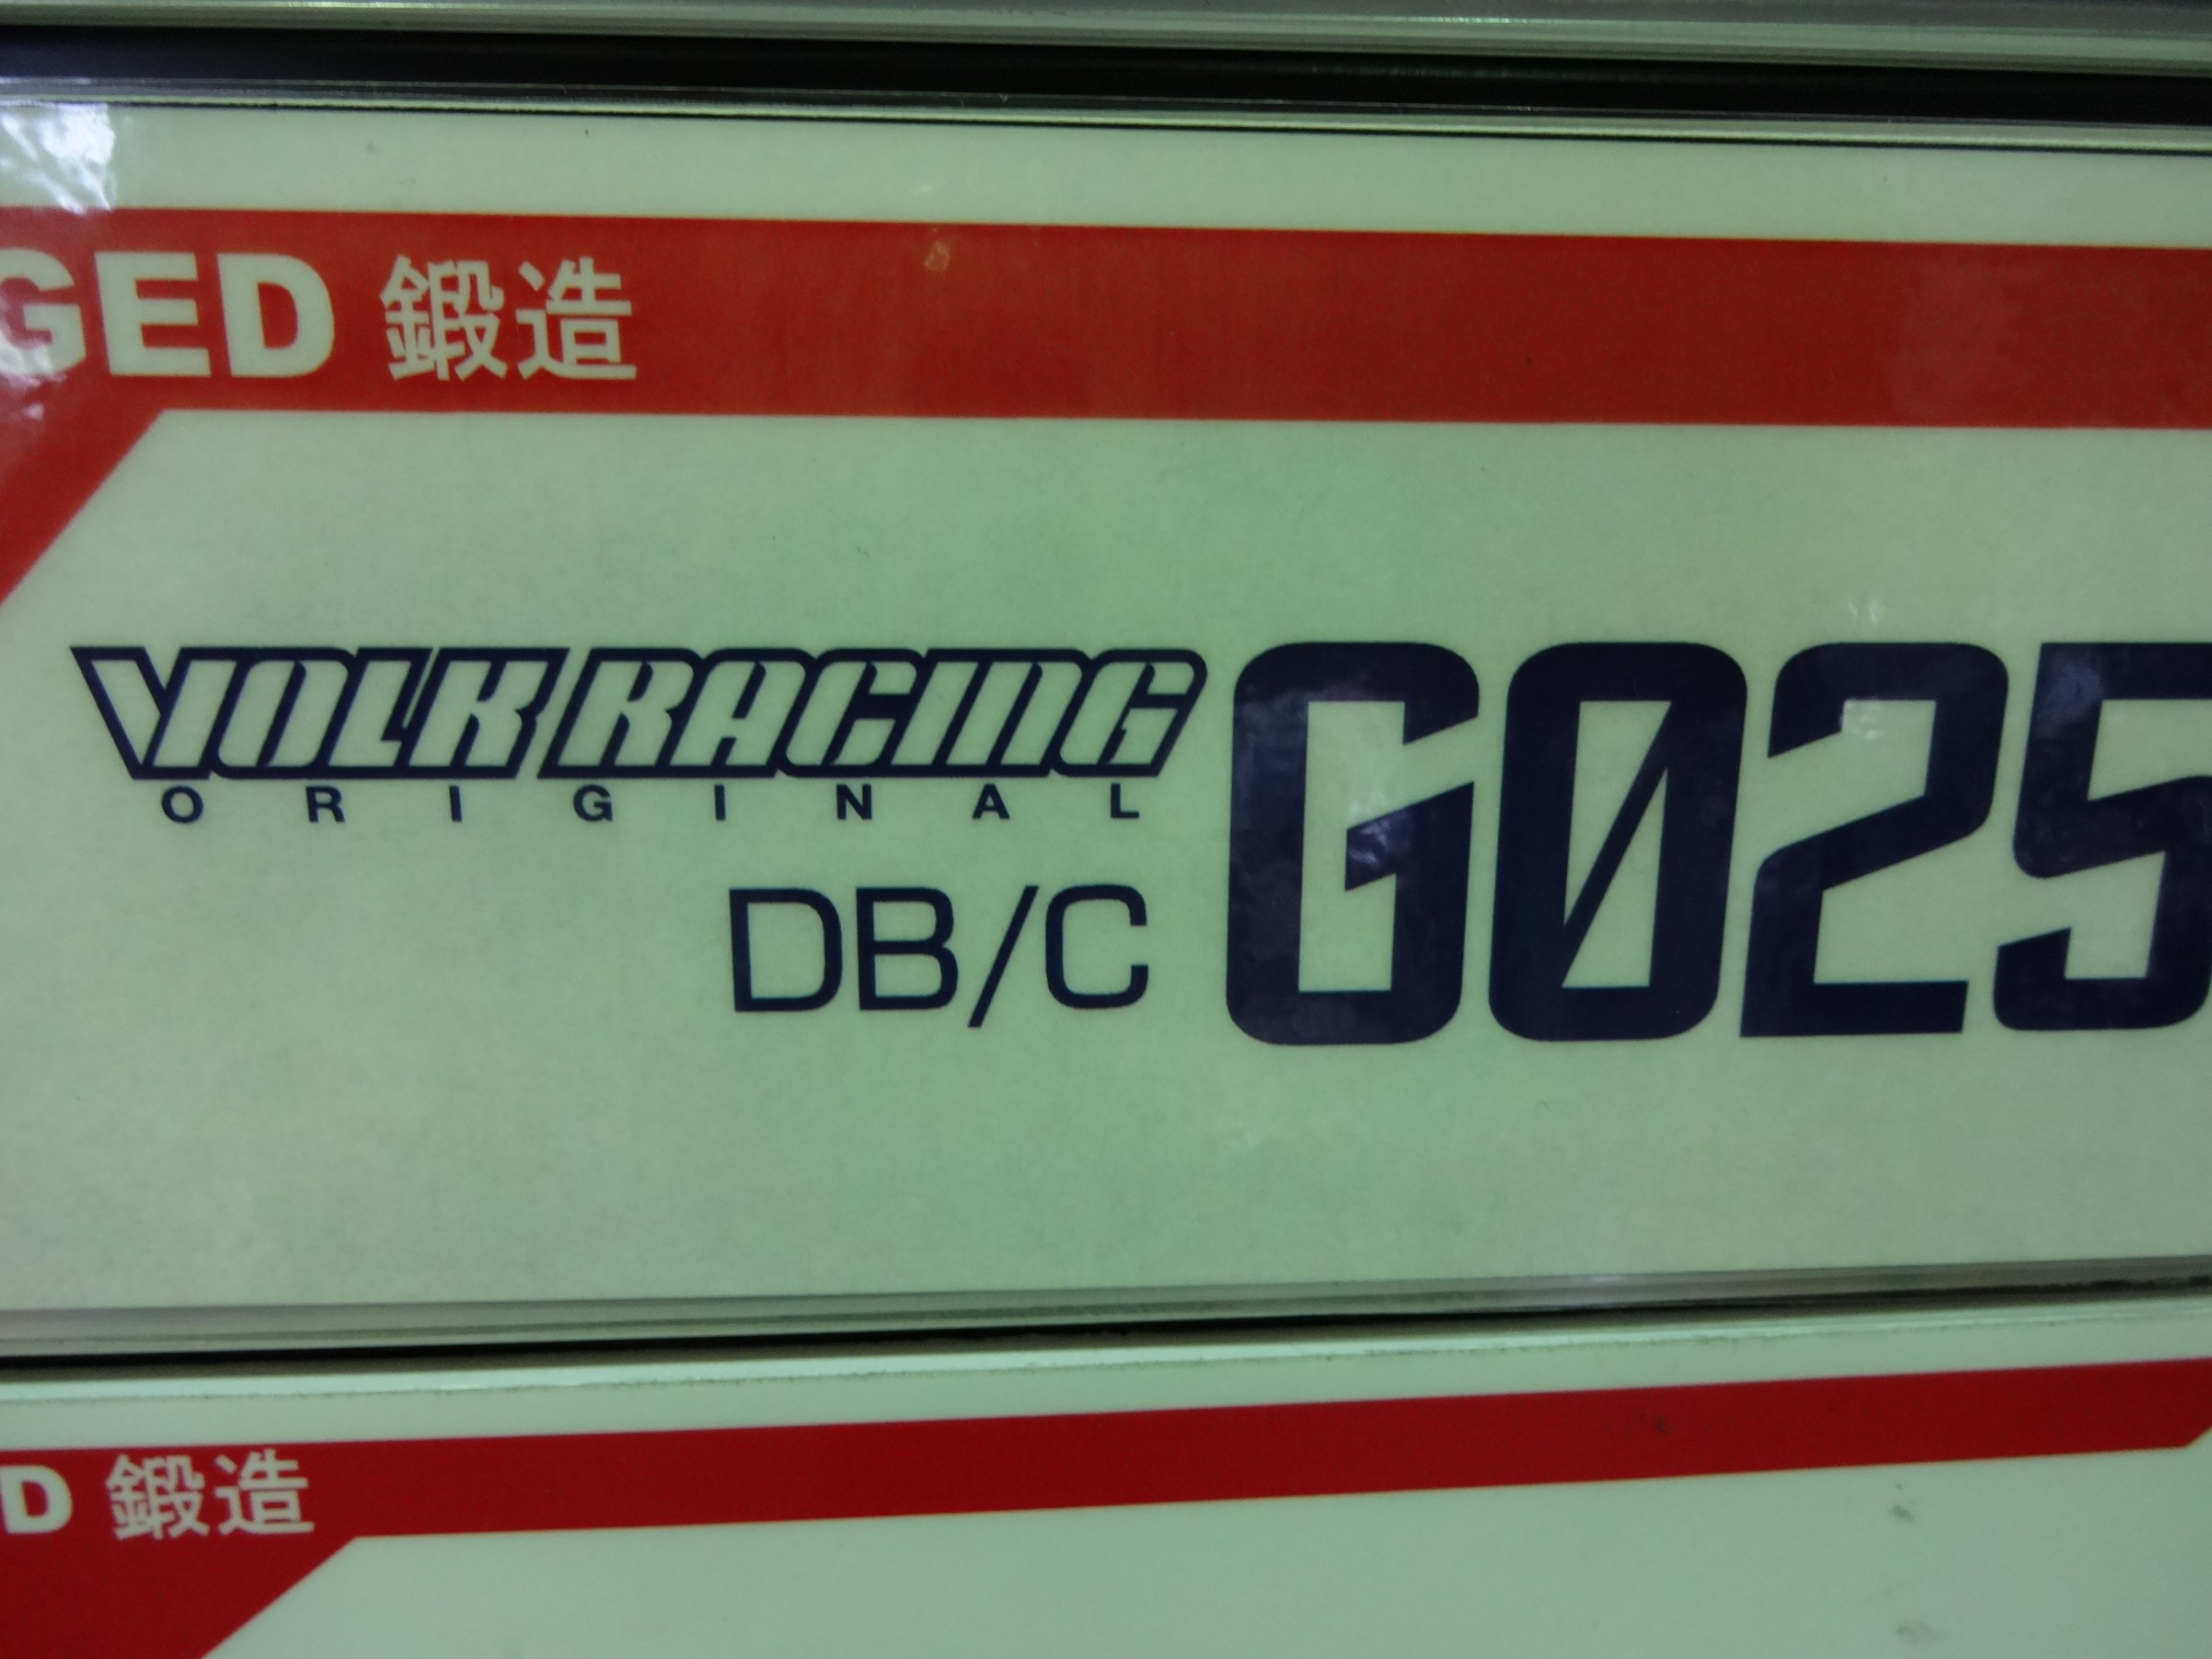 GED 鍛造
VOLK RACING
ORIGINAL
DB/C
G025
D 鍛造